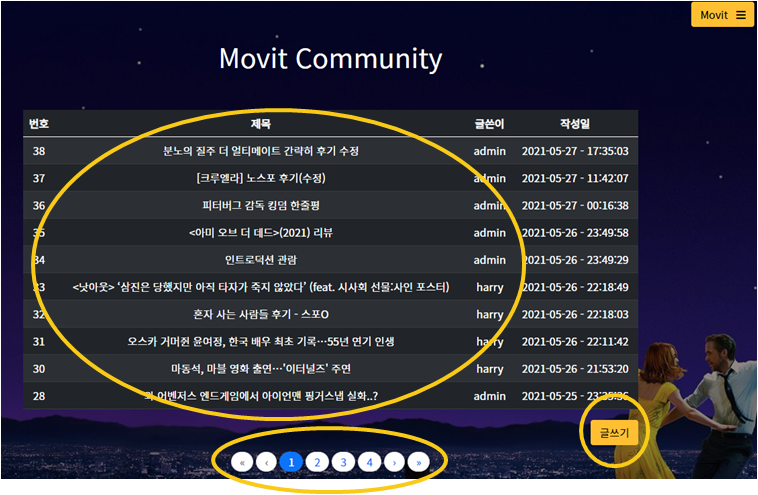 Movit ≡
Movit Community
번호 제목 글쓴이 작성일
38 분노의 질주 더 얼티메이트 간략히 후기 수정 admin 2021-05-27 - 17:35:03
37 [크루엘라] 노스포 후기(수정) admin 2021-05-27 - 11:42:07
36 피터버그 감독 킹덤 한줄평 admin 2021-05-27 - 00:16:38
35 <아미 오브 더 데드>(2021) 리뷰 admin 2021-05-26 - 23:49:58
34 인트로덕션 관람 admin 2021-05-26 - 23:49:29
33 <낫아웃> ‘삼진은 당했지만 아직 타자가 죽지 않았다’ (feat. 시사회 선물:사인 포스터) harry 2021-05-26 - 22:18:49
32 혼자 사는 사람들 후기 - 스포O harry 2021-05-26 - 22:18:03
31 오스카 거머쥔 윤여정, 한국 배우 최초 기록…55년 연기 인생 harry 2021-05-26 - 22:11:42
30 마동석, 마블 영화 출연…'이터널즈' 주연 harry 2021-05-26 - 21:53:20
28 와 어벤저스 엔드게임에서 아이언맨 핑거스냅 실화..? admin 2021-05-25 - 23:35:36
글쓰기
« ‹ 1 2 3 4 › »